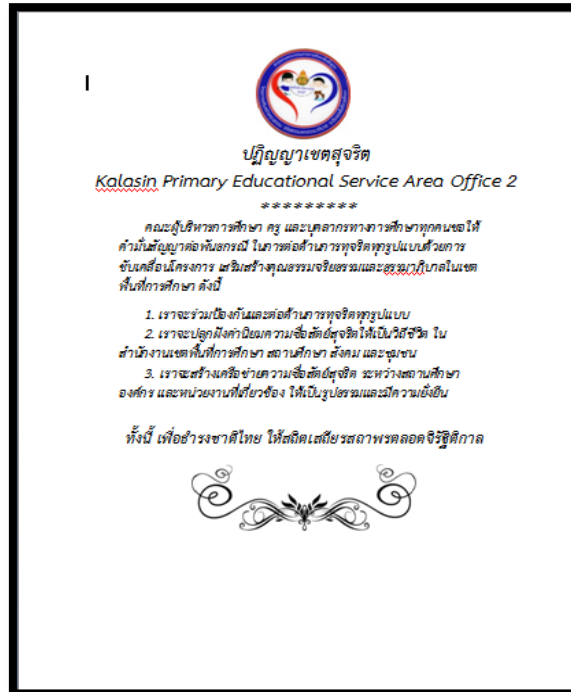 ปฏิญญาเขตสุจริต
Kalasin Primary Educational Service Area Office 2
*********
คณะผู้บริหารการศึกษา ครู และบุคลากรทางการศึกษาทุกคนขอให้
คำมั่นสัญญาต่อพันธกรณี ในการต่อต้านการทุจริตทุกรูปแบบด้วยการ
ขับเคลื่อนโครงการ เสริมสร้างคุณธรรมจริยธรรมและธรรมาภิบาลในเขต
พื้นที่การศึกษา ดังนี้
1. เราจะร่วมป้องกันและต่อต้านการทุจริตทุกรูปแบบ
2. เราจะปลูกฝังค่านิยมความซื่อสัตย์สุจริตให้เป็นวิถีชีวิต ใน
สำนักงานเขตพื้นที่การศึกษา สถานศึกษา สังคม และชุมชน
3. เราจะสร้างเครือข่ายความซื่อสัตย์สุจริต ระหว่างสถานศึกษา
องค์กร และหน่วยงานที่เกี่ยวข้อง ให้เป็นรูปธรรมและมีความยั่งยืน
ทั้งนี้ เพื่อธำรงชาติไทย ให้สถิตเสถียรสถาพรตลอดจิรัฐิติกาล